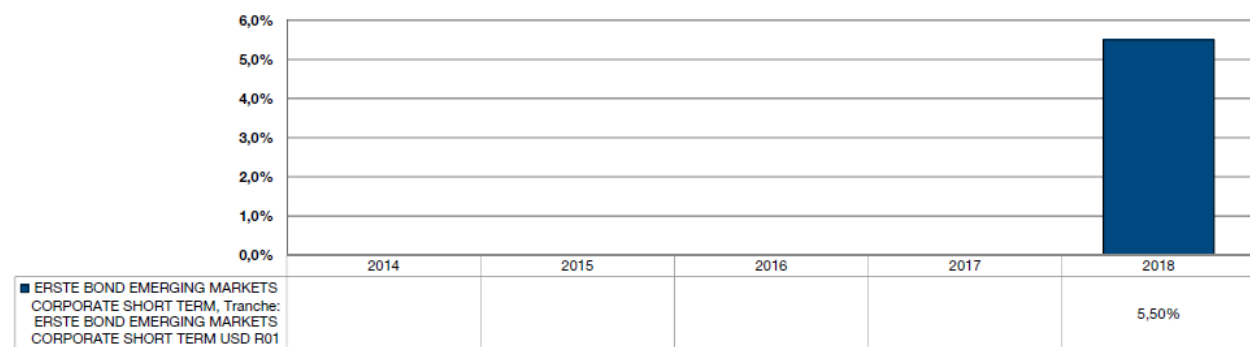 6,0%
5,0%
4,0%
3,0%
2,0%
1,0%
0,0%
2014 2015 2016 2017 2018
ERSTE BOND EMERGING MARKETS
CORPORATE SHORT TERM, Tranche:
ERSTE BOND EMERGING MARKETS
CORPORATE SHORT TERM USD R01
5,50%